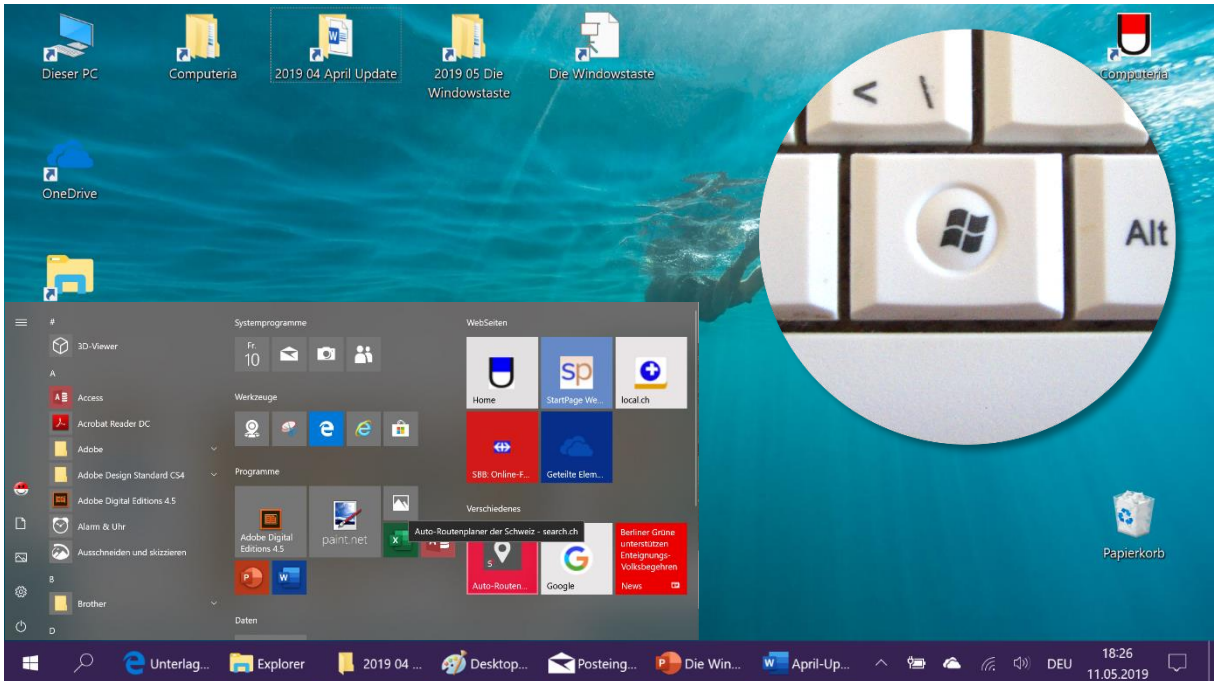 Dieser PC
Computeria
2019 04 April Update
2019 05 Die
Windowstaste
Die Windowstaste
Computeria
OneDrive
< \
Alt
#
3D-Viewer
A
Access
Acrobat Reader DC
Adobe
Adobe Design Standard CS4
Adobe Digital Editions 4.5
Alarm & Uhr
Ausschneiden und skizzieren
B
Brother
D
Systemprogramme
Fr.
10
Werkzeuge
Programme
Adobe Digital
Editions 4.5
paint.net
Daten
WebSeiten
Home
sp
StartPage We...
local.ch
SBB: Online-F...
Geteilte Elem...
Verschiedenes
Auto-Routenplaner der Schweiz - search.ch
S
Auto-Routen...
Google
Berliner Grüne
unterstützen
Enteignungs-
Volksbegehren
News
Papierkorb
Unterlag...
Explorer
2019 04 ...
Desktop...
Posteing...
Die Win...
April-Up...
DEU
18:26
11.05.2019